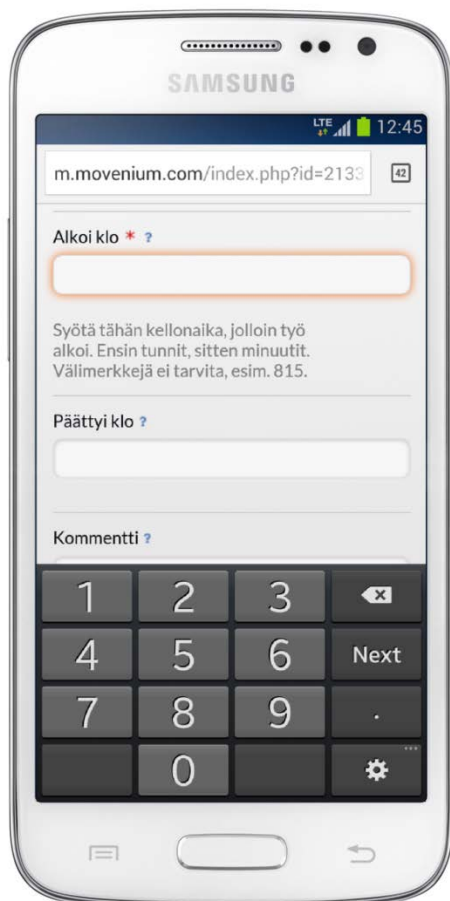 SAMSUNG
LTE 12:45
m.movenium.com/index.php?id=2133
42
Alkoi klo * ?
Syötä tähän kellonaika, jolloin työ
alkoi. Ensin tunnit, sitten minuutit.
Välimerkkejä ei tarvita, esim. 815.
Päättyi klo ?
Kommentti ?
1 2 3
4 5 6 Next
7 8 9 .
0 ...